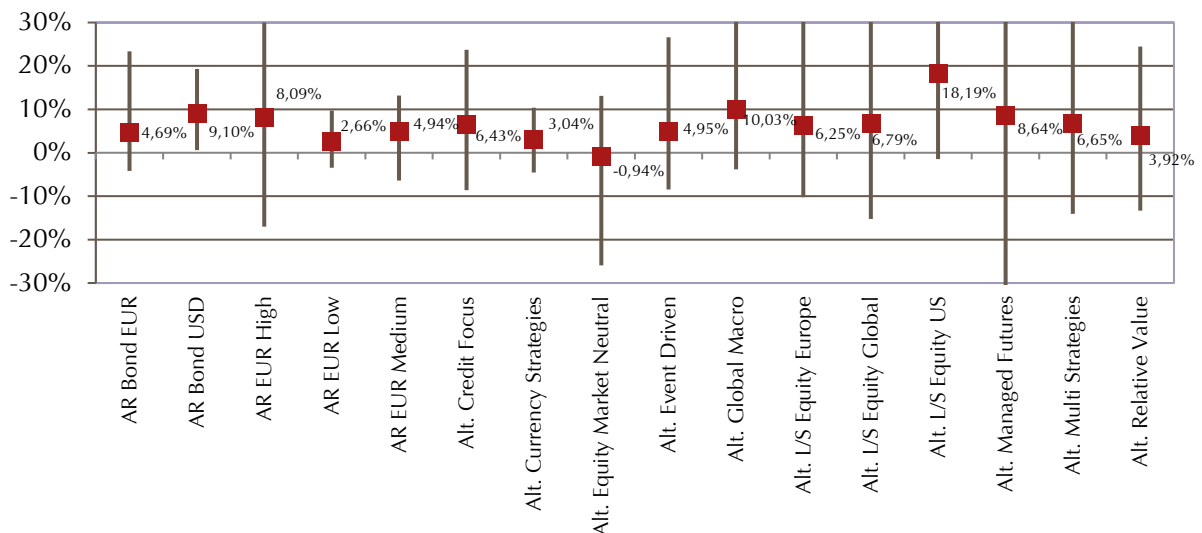 30%
20%
10%
0%
-10%
-20%
-30%
4,69%
9,10%
8,09%
2,66%
4,94%
6,43%
3,04%
-0,94%
4,95%
10,03%
6,25%
6,79%
18,19%
8,64%
6,65%
3,92%
AR Bond EUR
AR Bond USD
AR EUR High
AR EUR Low
AR EUR Medium
Alt. Credit Focus
Alt. Currency Strategies
Alt. Equity Market Neutral
Alt. Event Driven
Alt. Global Macro
Alt. L/S Equity Europe
Alt. L/S Equity Global
Alt. L/S Equity US
Alt. Managed Futures
Alt. Multi Strategies
Alt. Relative Value